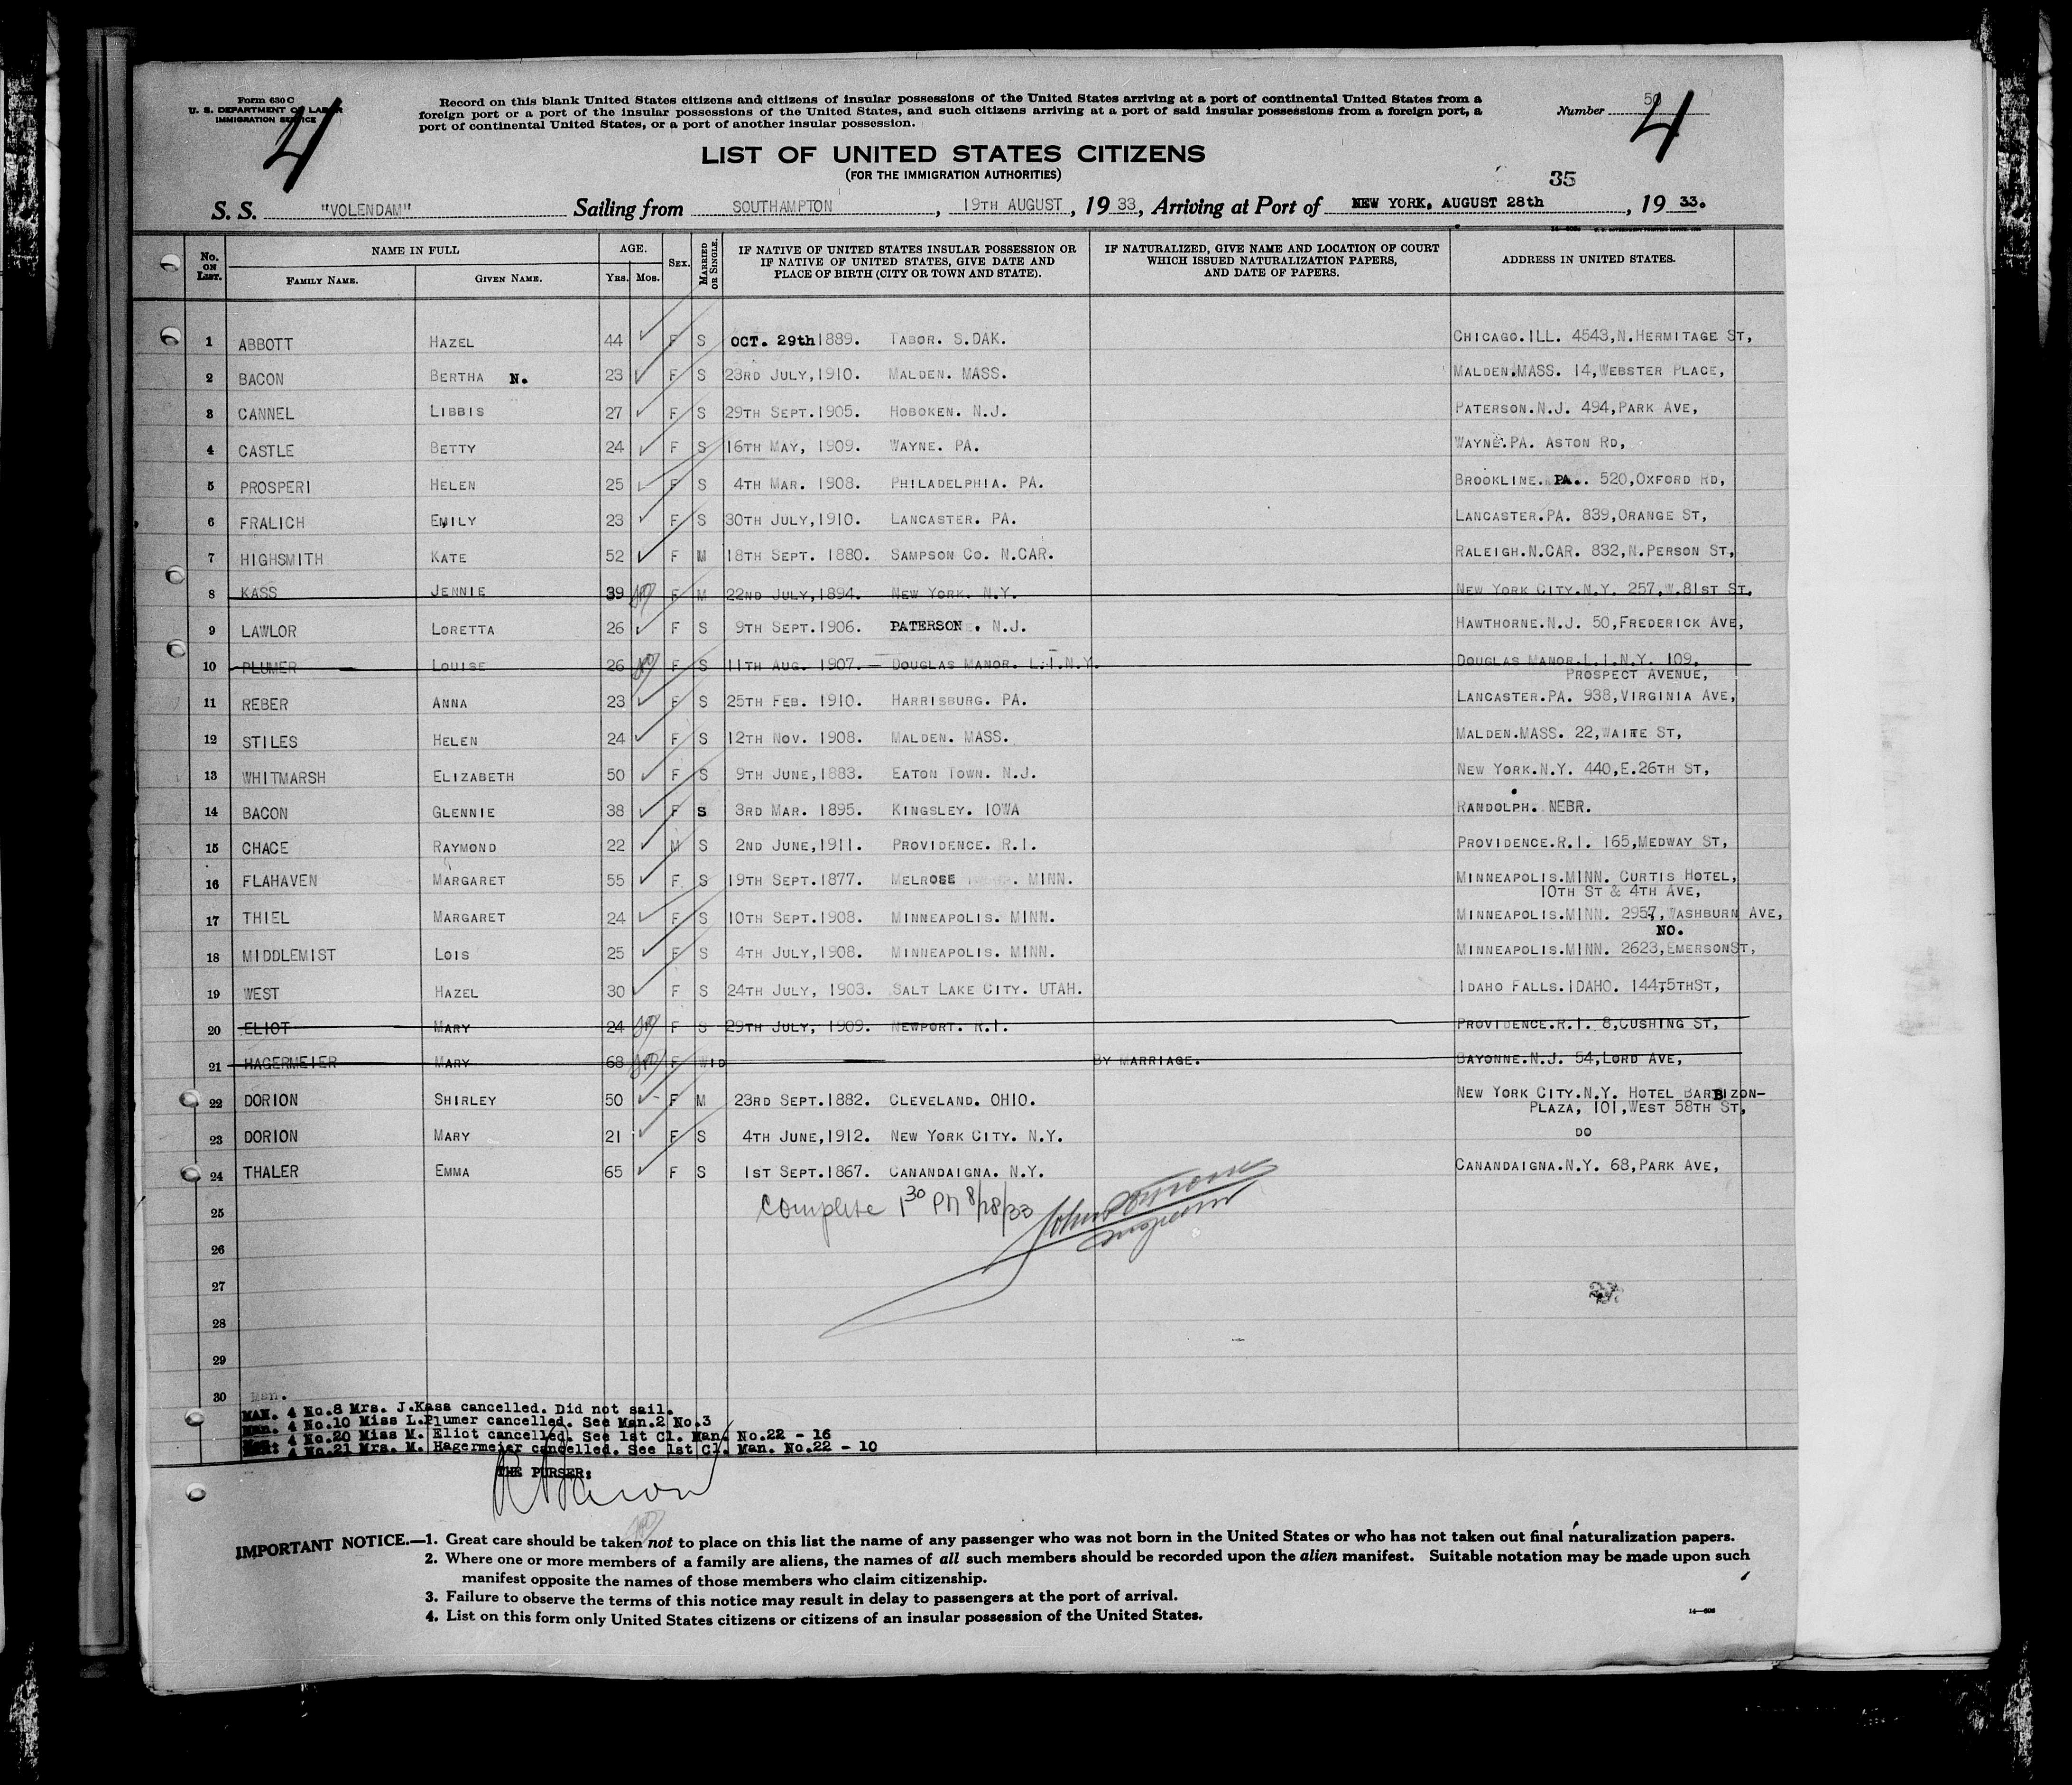 Form 630 C
U. S. DEPARTMENT OF LABOR
IMMIGRATION SERVICE
4
Record on this blank United States citizens and citizens of insular possessions of the United States arriving at a port of continental United States from a
foreign port or a port of the insular possessions of the United States, and such citizens arriving at a port of said insular possessions from a foreign port, a
port of continental United States, or a port of another insular possession.
Number 50
4
LIST OF UNITED STATES CITIZENS
(FOR THE IMMIGRATION AUTHORITIES)
35
S. S. "VOLENDAM" Sailing from SOUTHAMPTON, 19TH AUGUST, 1933, Arriving at Port of NEW YORK, AUGUST 28th, 1933.
No. ON LIST. NAME IN FULL FAMILY NAME. GIVEN NAME. AGE. Yrs. Mos. SEX. MARRIED OR SINGLE. IF NATIVE OF UNITED STATES INSULAR POSSESSION OR IF NATIVE OF UNITED STATES, GIVE DATE AND PLACE OF BIRTH (CITY OR TOWN AND STATE). IF NATURALIZED, GIVE NAME AND LOCATION OF COURT WHICH ISSUED NATURALIZATION PAPERS, AND DATE OF PAPERS. ADDRESS IN UNITED STATES.
1 ABBOTT HAZEL 44 F S OCT. 29th 1889. TABOR. S.DAK. CHICAGO.ILL. 4543,N.HERMITAGE ST,
2 BACON BERTHA N. 23 F S 23RD JULY,1910. MALDEN. MASS. MALDEN.MASS. 14,WEBSTER PLACE,
3 CANNEL LIBBIS 27 F S 29TH SEPT.1905. HOBOKEN. N.J. PATERSON.N.J. 494,PARK AVE,
4 CASTLE BETTY 24 F S 16TH MAY, 1909. WAYNE. PA. WAYNE.PA. ASTON RD,
5 PROSPERI HELEN 25 F S 4TH MAR. 1908. PHILADELPHIA. PA. BROOKLINE. PA.. 520,OXFORD RD,
6 FRALICH EMILY 23 F S 30TH JULY,1910. LANCASTER. PA. LANCASTER.PA. 839,ORANGE ST,
7 HIGHSMITH KATE 52 F M 18TH SEPT. 1880. SAMPSON CO. N.CAR. RALEIGH.N.CAR. 832,N.PERSON ST,
8 KASS JENNIE 39 F M 22ND JULY,1894. NEW YORK. N.Y. NEW YORK CITY.N.Y. 257,W.81ST ST,
9 LAWLOR LORETTA 26 F S 9TH SEPT.1906. PATERSON. N.J. HAWTHORNE.N.J. 50,FREDERICK AVE,
10 PLUMER LOUISE 26 F S 11TH AUG. 1907. DOUGLAS MANOR. L.I.N.Y. DOUGLAS MANOR.L.I.N.Y. 109,
PROSPECT AVENUE,
11 REBER ANNA 23 F S 25TH FEB. 1910. HARRISBURG. PA. LANCASTER.PA. 938,VIRGINIA AVE,
12 STILES HELEN 24 F S 12TH NOV. 1908. MALDEN. MASS. MALDEN.MASS. 22,WAITE ST,
13 WHITMARSH ELIZABETH 50 F S 9TH JUNE,1883. EATON TOWN. N.J. NEW YORK.N.Y. 440,E.26TH ST,
14 BACON GLENNIE 38 F S 3RD MAR. 1895. KINGSLEY. IOWA RANDOLPH. NEBR.
15 CHACE RAYMOND 22 M S 2ND JUNE,1911. PROVIDENCE. R.I. PROVIDENCE.R.I. 165,MEDWAY ST,
16 FLAHAVEN MARGARET 55 F S 19TH SEPT.1877. MELROSE . MINN. MINNEAPOLIS.MINN. CURTIS HOTEL,
10TH ST & 4TH AVE,
17 THIEL MARGARET 24 F S 10TH SEPT.1908. MINNEAPOLIS. MINN. MINNEAPOLIS.MINN. 2957,WASHBURN AVE,
NO.
18 MIDDLEMIST LOIS 25 F S 4TH JULY,1908. MINNEAPOLIS. MINN. MINNEAPOLIS.MINN. 2623,EMERSONST,
19 WEST HAZEL 30 F S 24TH JULY, 1903. SALT LAKE CITY. UTAH. IDAHO FALLS.IDAHO. 144,5THST,
20 ELIOT MARY 24 F S 29TH JULY, 1909. NEWPORT. R.I. PROVIDENCE.R.I. 8,CUSHING ST,
21 HAGERMEIER MARY 68 F WID BY MARRIAGE. BAYONNE.N.J. 54,LORD AVE,
22 DORION SHIRLEY 50 F M 23RD SEPT.1882. CLEVELAND. OHIO. NEW YORK CITY.N.Y. HOTEL BARBIZON-
PLAZA, 101,WEST 58TH ST,
23 DORION MARY 21 F S 4TH JUNE,1912. NEW YORK CITY. N.Y. DO
24 THALER EMMA 65 F S 1ST SEPT.1867. CANANDAIGNA. N.Y. CANANDAIGNA.N.Y. 68,PARK AVE,
Complete 1 30 PM 8/28/33
25
26
27
28
29
30 Man.
MAN. 4 No.8 Mrs. J.Kass cancelled. Did not sail.
Man. 4 No.10 Miss L.Plumer cancelled. See Man.2 No.3
Man. 4 No.20 Miss M. Eliot cancelled. See 1st Cl. Man. No.22 - 16
Man. 4 No.21 Mrs. M. Hagermeier cancelled. See 1st Cl. Man. No.22 - 10
THE PURSER:
IMPORTANT NOTICE.—1. Great care should be taken not to place on this list the name of any passenger who was not born in the United States or who has not taken out final naturalization papers.
2. Where one or more members of a family are aliens, the names of all such members should be recorded upon the alien manifest. Suitable notation may be made upon such
manifest opposite the names of those members who claim citizenship.
3. Failure to observe the terms of this notice may result in delay to passengers at the port of arrival.
4. List on this form only United States citizens or citizens of an insular possession of the United States.